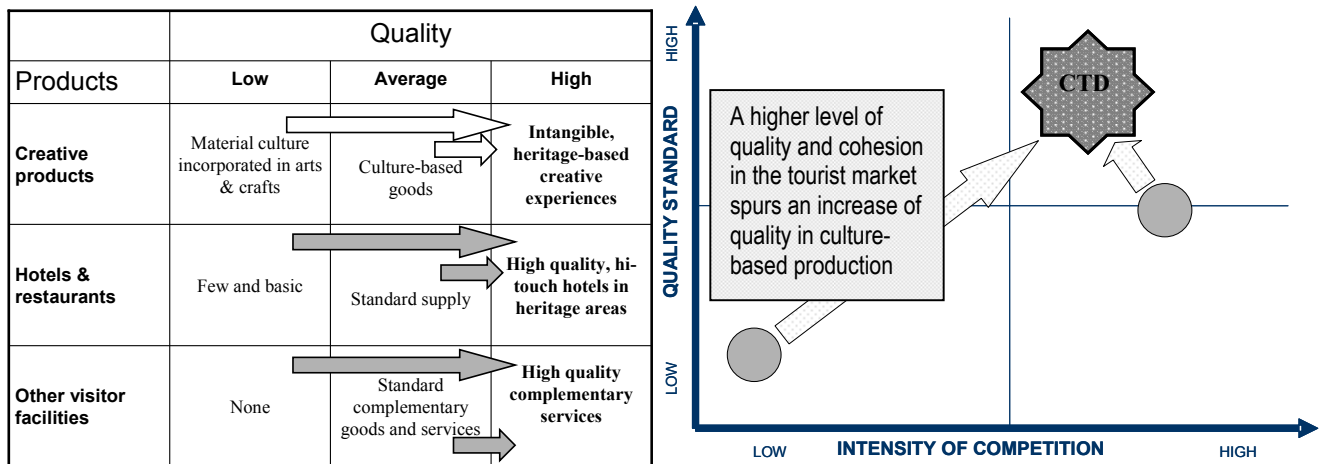 Quality
Products
Low
Average
High
Creative
products
Material culture
incorporated in arts
& crafts
Culture-based
goods
Intangible,
heritage-based
creative
experiences
Hotels &
restaurants
Few and basic
Standard supply
High quality, hi-
touch hotels in
heritage areas
Other visitor
facilities
None
Standard
complementary
goods and services
High quality
complementary
services
HIGH
QUALITY STANDARD
LOW
A higher level of
quality and cohesion
in the tourist market
spurs an increase of
quality in culture-
based production
CTD
LOW
INTENSITY OF COMPETITION
HIGH